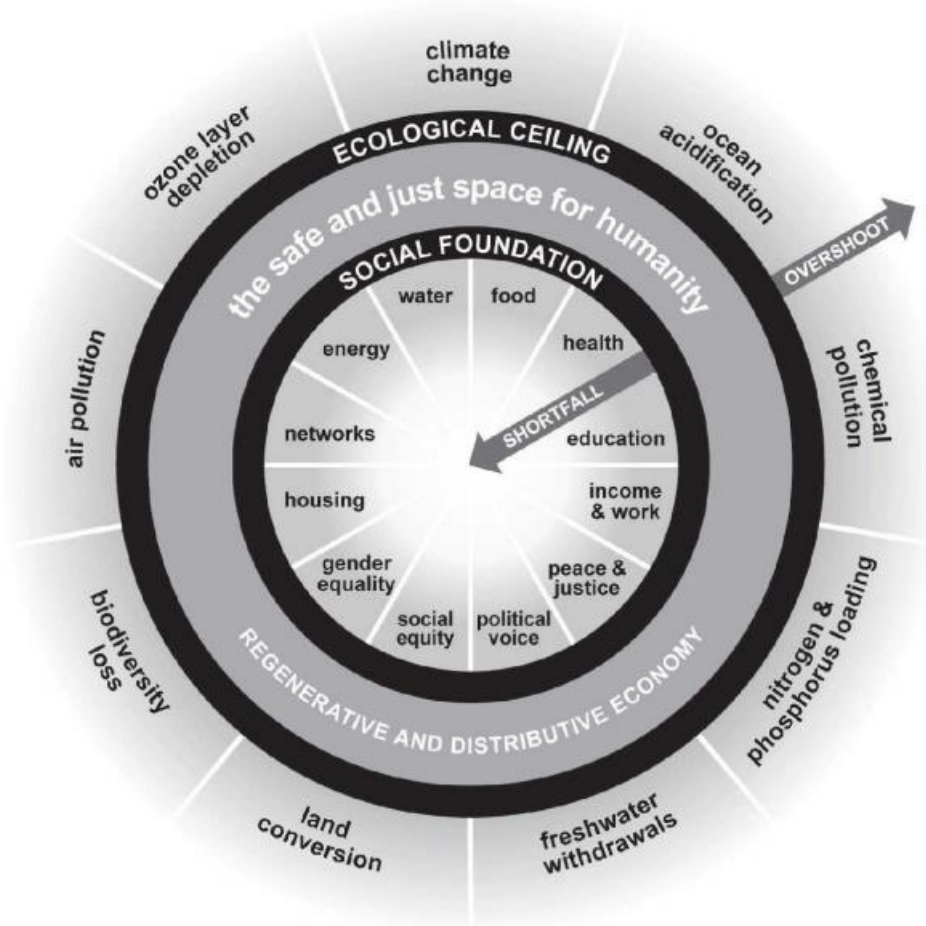 climate
change
ocean
acidification
chemical
pollution
nitrogen &
phosphorus loading
freshwater
withdrawals
land
conversion
biodiversity
loss
air pollution
ozone layer
depletion
ECOLOGICAL CEILING
OVERSHOOT
the safe and just space for humanity
SOCIAL FOUNDATION
water
food
health
SHORTFALL
education
income
& work
peace &
justice
political
voice
social
equity
gender
equality
housing
networks
energy
REGENERATIVE AND DISTRIBUTIVE ECONOMY